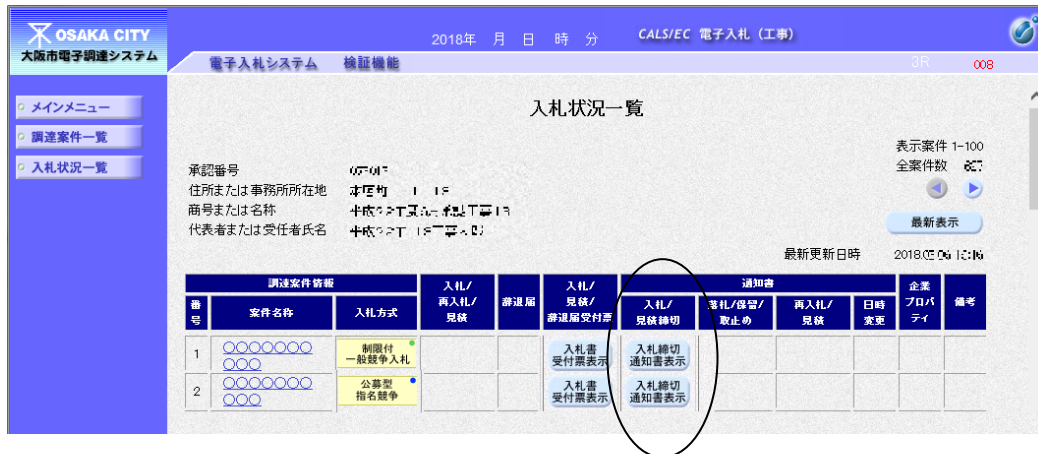 OSAKA CITY
大阪市電子調達システム
2018年 月 日 時 分
CALS/EC 電子入札（工事）
電子入札システム 検証機能
3R 008
メインメニュー
調達案件一覧
入札状況一覧
入札状況一覧
表示案件 1-100
全案件数
承認番号
住所または事務所所在地
商号または名称
代表者または受任者氏名
最新表示
最新更新日時 2018.
調達案件情報
番号
案件名称
入札方式
入札/
再入札/
見積
辞退届
入札/
見積/
辞退届受付票
通知書
入札/
見積締切
落札/保留/
取止め
再入札/
見積
日時
変更
企業
プロパ
ティ
備考
1
〇〇〇〇〇〇〇
〇〇〇
制限付
一般競争入札
入札書
受付票表示
入札締切
通知書表示
2
〇〇〇〇〇〇〇
〇〇〇
公募型
指名競争
入札書
受付票表示
入札締切
通知書表示